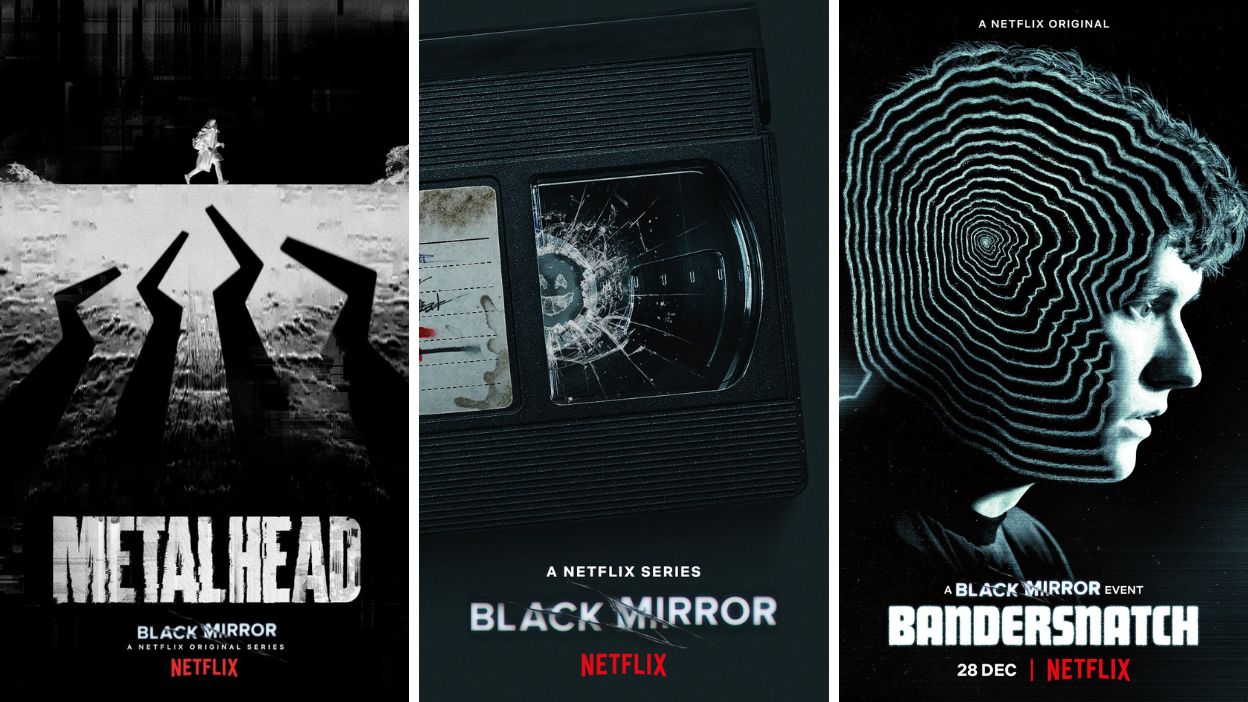 METALHEAD
BLACK MIRROR
A NETFLIX ORIGINAL SERIES
NETFLIX
A NETFLIX SERIES
BLACK MIRROR
NETFLIX
A NETFLIX ORIGINAL
A BLACK MIRROR EVENT
BANDERSNATCH
28 DEC | NETFLIX